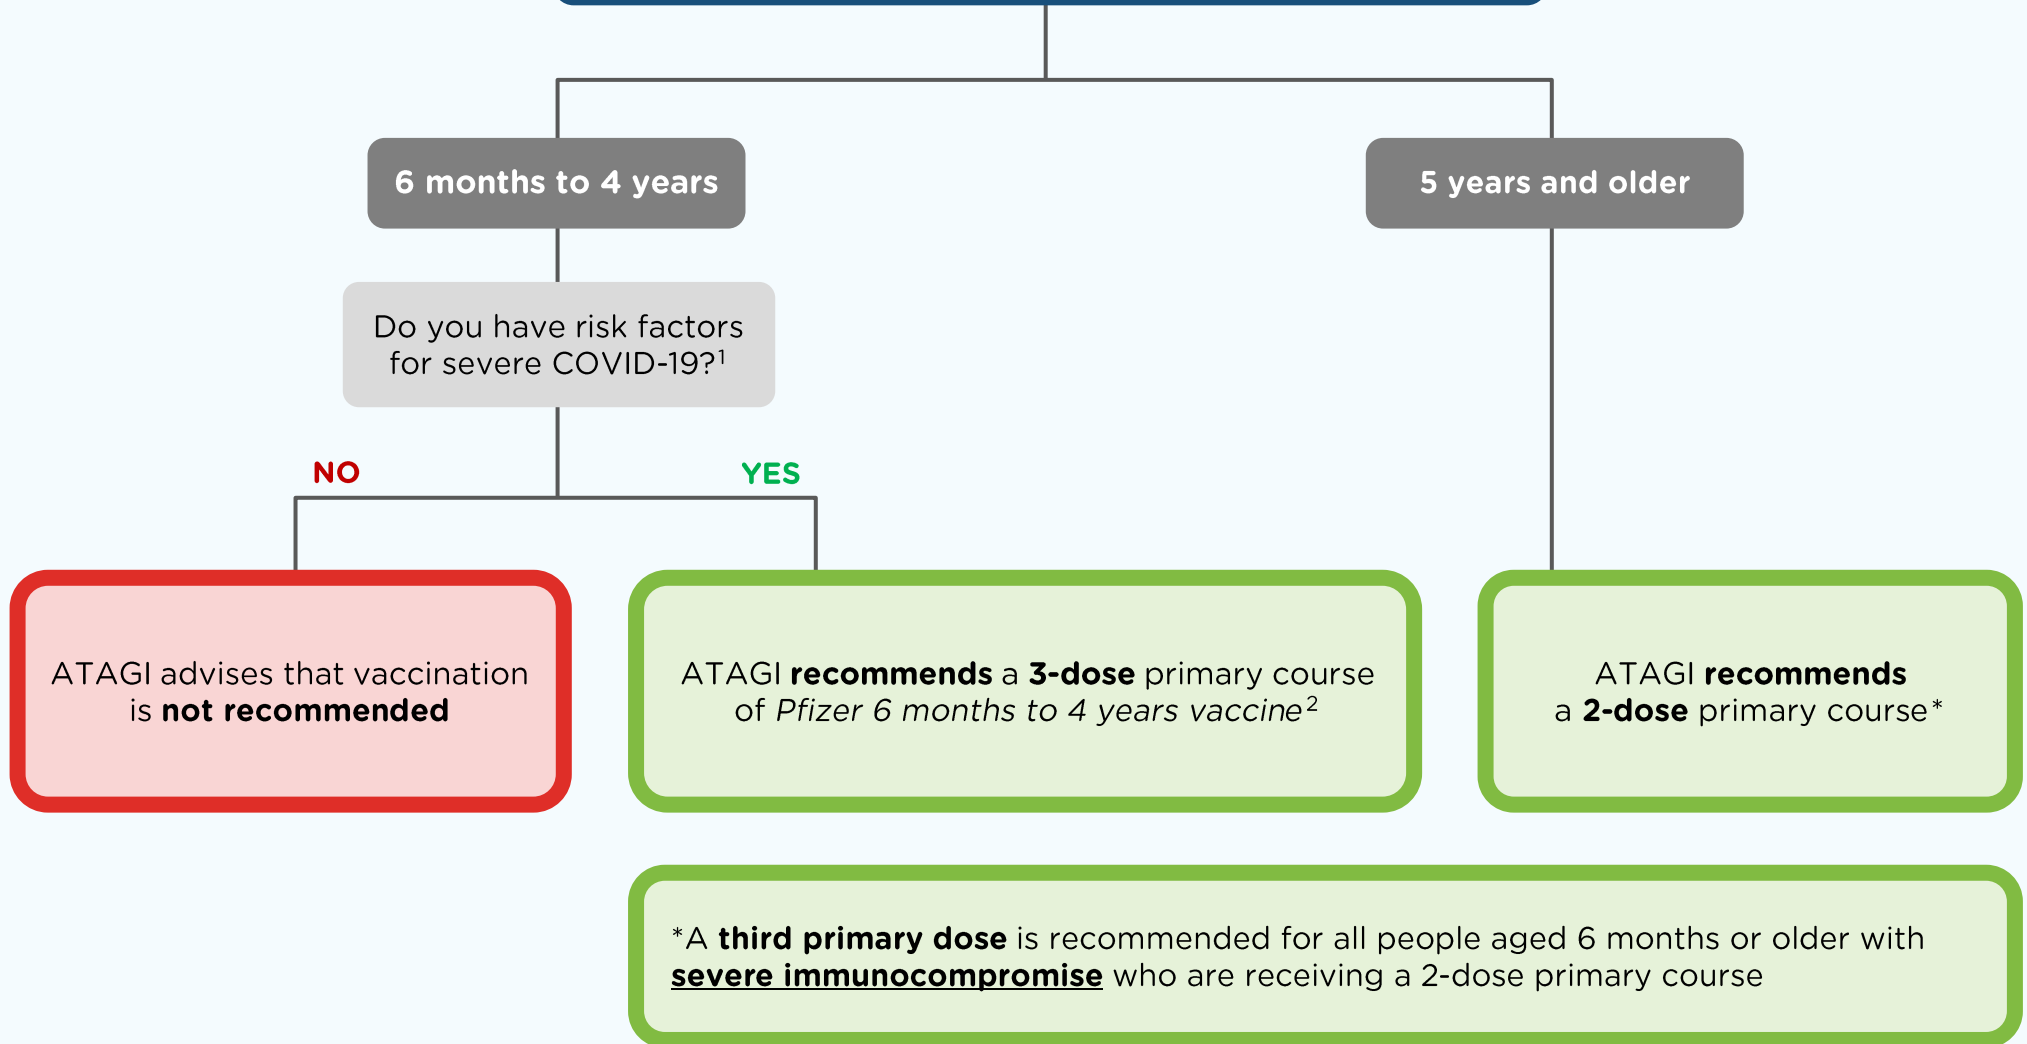 6 months to 4 years
5 years and older
Do you have risk factors
for severe COVID-19?¹
NO
YES
ATAGI advises that vaccination
is not recommended
ATAGI recommends a 3-dose primary course
of Pfizer 6 months to 4 years vaccine²
ATAGI recommends
a 2-dose primary course*
*A third primary dose is recommended for all people aged 6 months or older with
severe immunocompromise who are receiving a 2-dose primary course